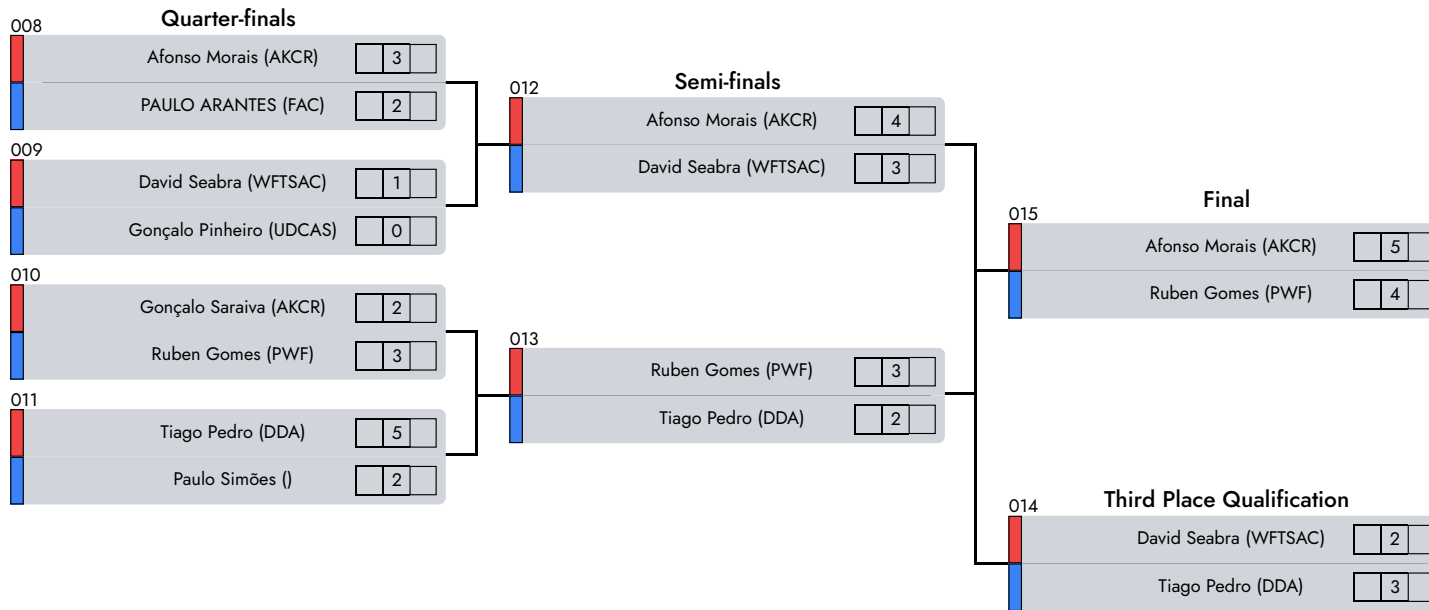 Quarter-finals
008
Afonso Morais (AKCR) 3
PAULO ARANTES (FAC) 2
009
David Seabra (WFTSAC) 1
Gonçalo Pinheiro (UDCAS) 0
010
Gonçalo Saraiva (AKCR) 2
Ruben Gomes (PWF) 3
011
Tiago Pedro (DDA) 5
Paulo Simões () 2
Semi-finals
012
Afonso Morais (AKCR) 4
David Seabra (WFTSAC) 3
013
Ruben Gomes (PWF) 3
Tiago Pedro (DDA) 2
Final
015
Afonso Morais (AKCR) 5
Ruben Gomes (PWF) 4
Third Place Qualification
014
David Seabra (WFTSAC) 2
Tiago Pedro (DDA) 3